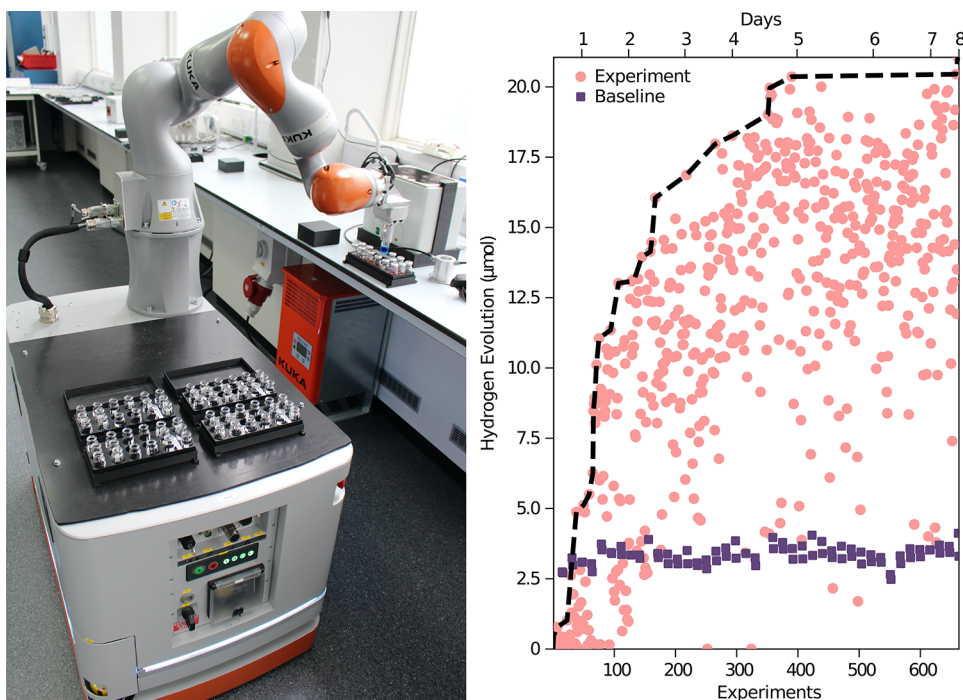 KUKA
KUKA
KUKA
Days
1 2 3 4 5 6 7 8
Experiment
Baseline
Hydrogen Evolution (μmol)
20.0
17.5
15.0
12.5
10.0
7.5
5.0
2.5
0
100 200 300 400 500 600
Experiments